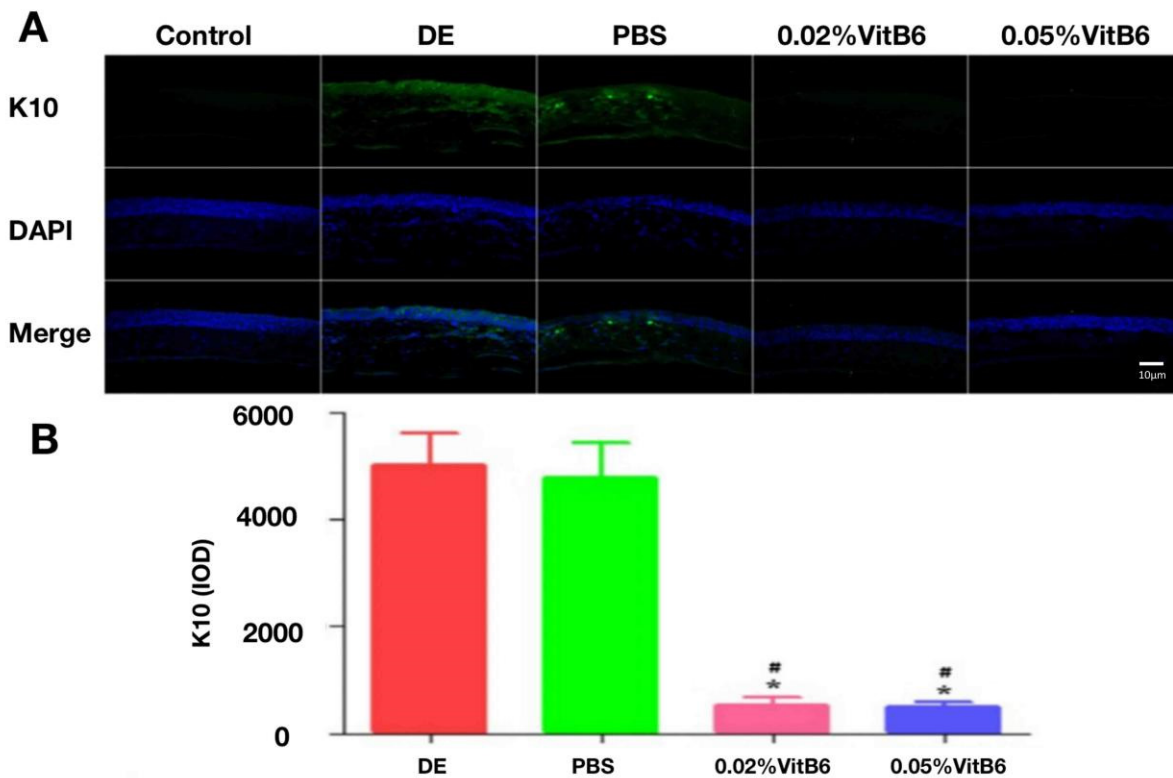 A
Control DE PBS 0.02%VitB6 0.05%VitB6
K10
DAPI
Merge
10μm
B
6000
4000
2000
0
K10 (IOD)
# #
* *
DE PBS 0.02%VitB6 0.05%VitB6